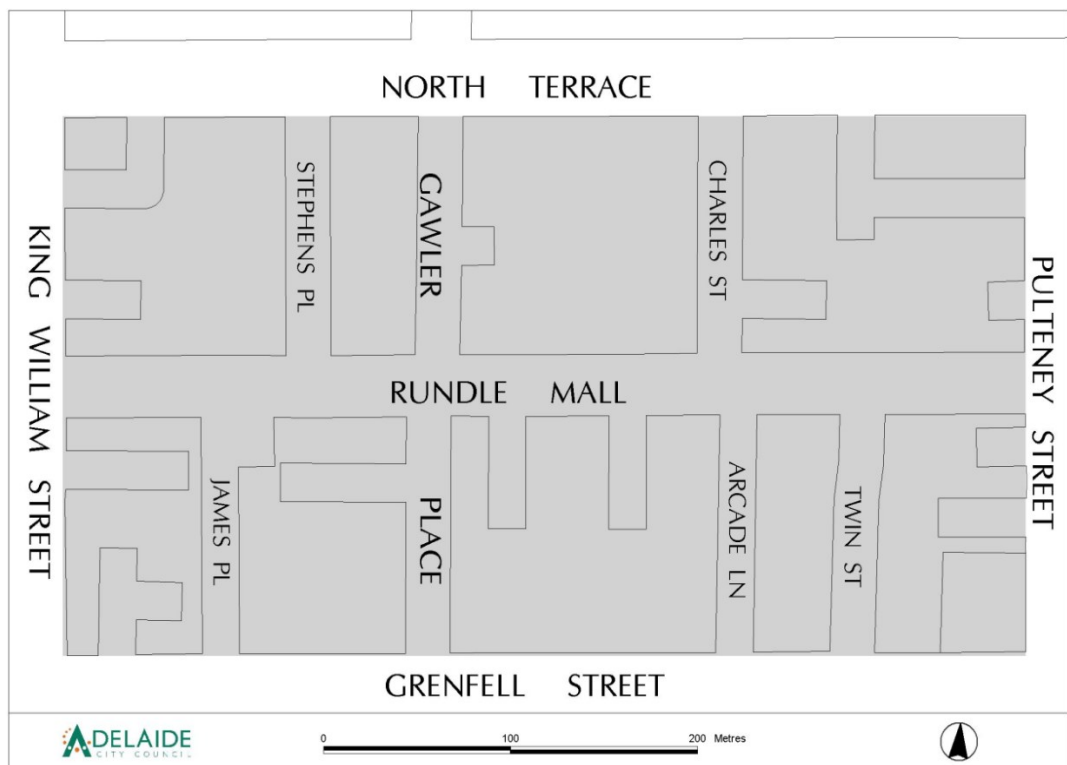 NORTH TERRACE
KING WILLIAM STREET
STEPHENS PL
GAWLER
CHARLES ST
PULTENEY STREET
RUNDLE MALL
JAMES PL
PLACE
ARCADE LN
TWIN ST
GRENFELL STREET
ADELAIDE
CITY COUNCIL
0 100 200 Metres